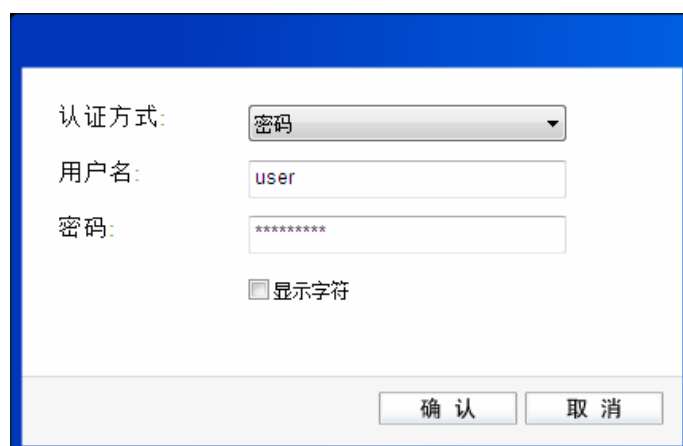 认证方式:
密码
用户名:
user
密码:
*********
显示字符
确 认
取 消